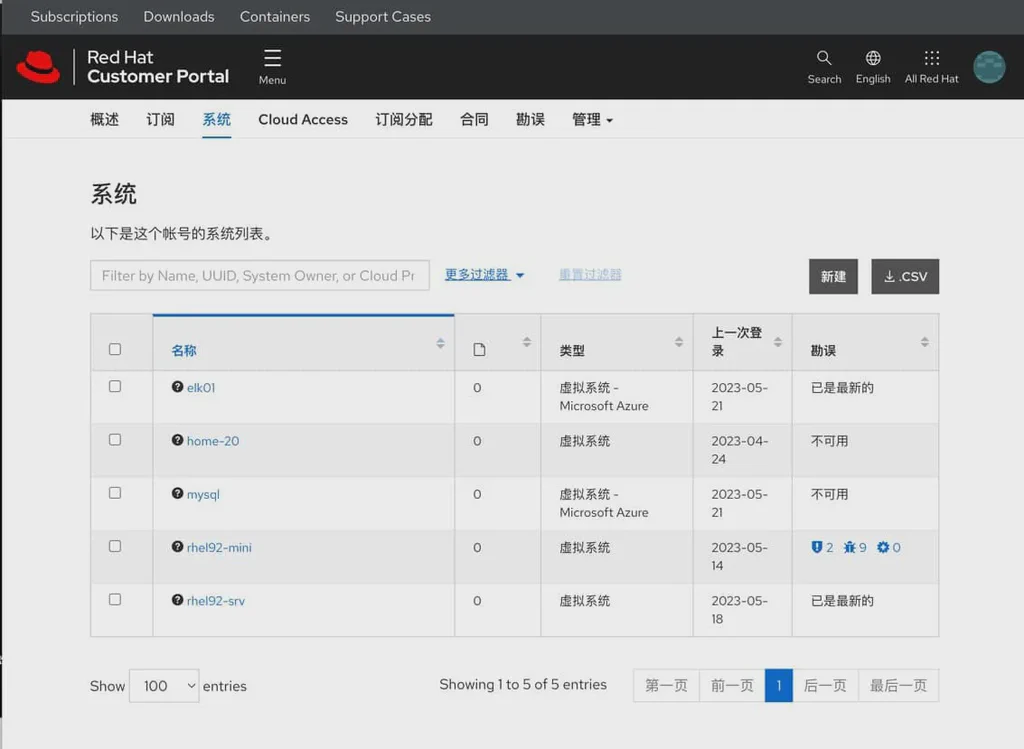 Subscriptions Downloads Containers Support Cases
Red Hat
Customer Portal
Menu
Search English All Red Hat
概述 订阅 系统 Cloud Access 订阅分配 合同 勘误 管理
系统
以下是这个帐号的系统列表。
Filter by Name, UUID, System Owner, or Cloud Pr 更多过滤器 重置过滤器 新建 .CSV
名称 类型 上一次登录 勘误
elk01 0 虚拟系统 - Microsoft Azure 2023-05-21 已是最新的
home-20 0 虚拟系统 2023-04-24 不可用
mysql 0 虚拟系统 - Microsoft Azure 2023-05-21 不可用
rhel92-mini 0 虚拟系统 2023-05-14 2 9 0
rhel92-srv 0 虚拟系统 2023-05-18 已是最新的
Show 100 entries Showing 1 to 5 of 5 entries 第一页 前一页 1 后一页 最后一页